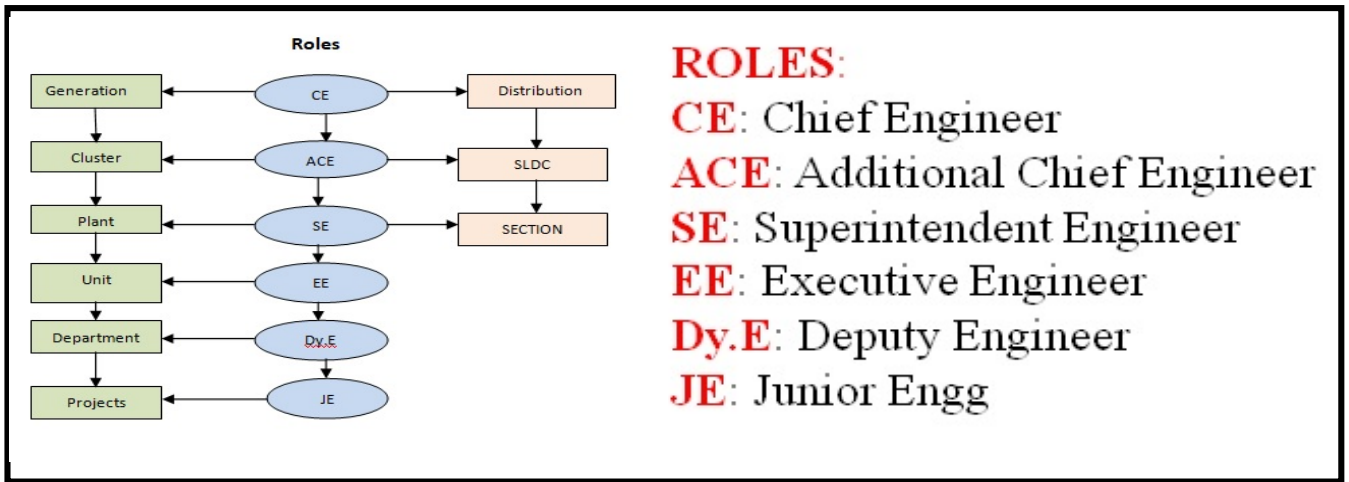 Roles
Generation
CE
Distribution
Cluster
ACE
SLDC
Plant
SE
SECTION
Unit
EE
Department
Dy.E
Projects
JE
ROLES:
CE: Chief Engineer
ACE: Additional Chief Engineer
SE: Superintendent Engineer
EE: Executive Engineer
Dy.E: Deputy Engineer
JE: Junior Engg